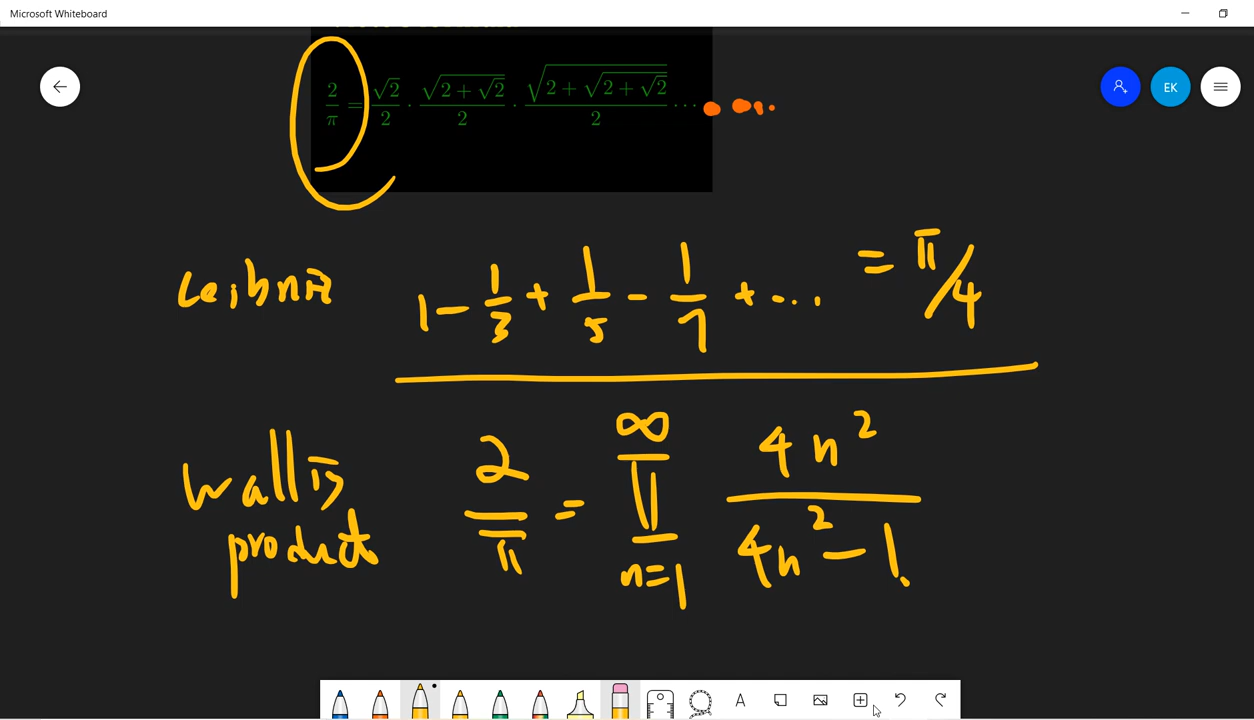 Microsoft Whiteboard
EK
2/π = √2/2 · √(2 + √2)/2 · √(2 + √(2 + √2))/2 ⋯
Leibniz 1 - 1/3 + 1/5 - 1/7 + ... = π/4
Wallis product 2/π = ∏_{n=1}^{∞} 4n²/(4n² - 1)
A